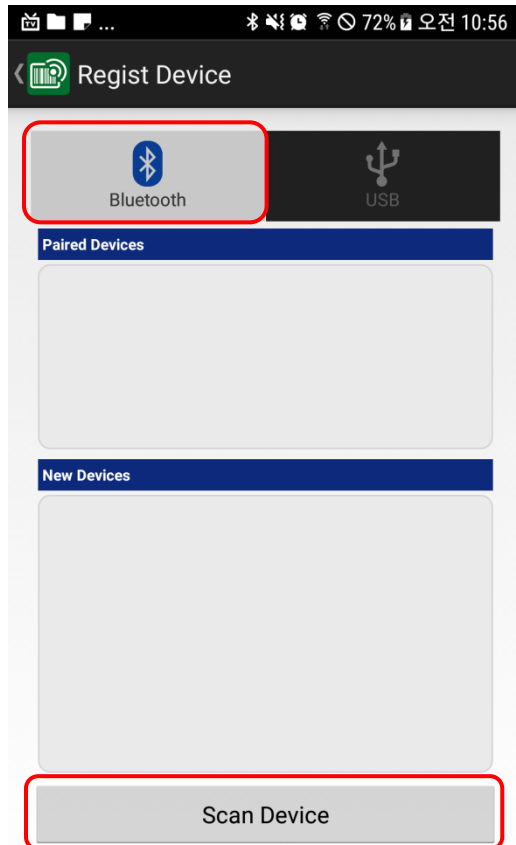 ... 72% 오전 10:56
Regist Device
Bluetooth
USB
Paired Devices
New Devices
Scan Device